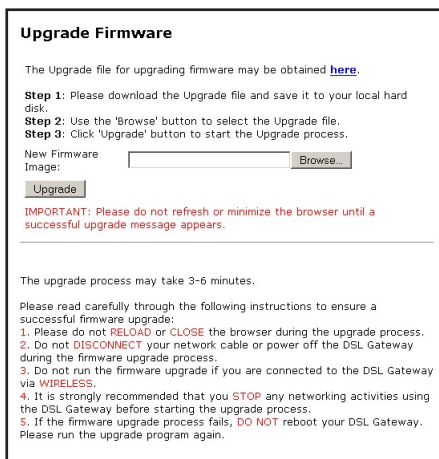 Upgrade Firmware
The Upgrade file for upgrading firmware may be obtained here.
Step 1: Please download the Upgrade file and save it to your local hard
disk.
Step 2: Use the 'Browse' button to select the Upgrade file.
Step 3: Click 'Upgrade' button to start the Upgrade process.
New Firmware
Image: Browse...
Upgrade
IMPORTANT: Please do not refresh or minimize the browser until a
successful upgrade message appears.
The upgrade process may take 3-6 minutes.
Please read carefully through the following instructions to ensure a
successful firmware upgrade:
1. Please do not RELOAD or CLOSE the browser during the upgrade process.
2. Do not DISCONNECT your network cable or power off the DSL Gateway
during the firmware upgrade process.
3. Do not run the firmware upgrade if you are connected to the DSL Gateway
via WIRELESS.
4. It is strongly recommended that you STOP any networking activities using
the DSL Gateway before starting the upgrade process.
5. If the firmware upgrade process fails, DO NOT reboot your DSL Gateway.
Please run the upgrade program again.